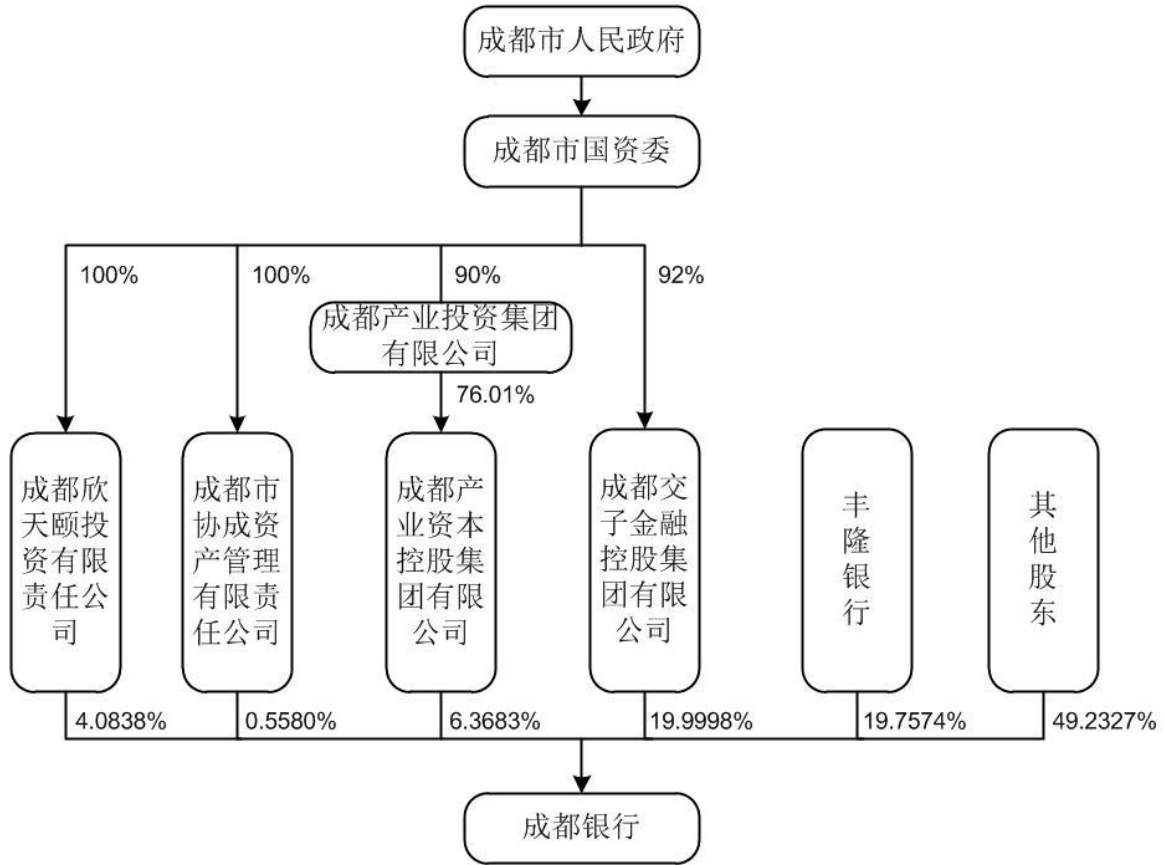 成都市人民政府
成都市国资委
100%
100%
90%
92%
成都产业投资集团
有限公司
76.01%
成都欣
天颐投
资有限
责任公
司
成都市
协成资
产管理
有限责
任公司
成都产
业资本
控股集
团有限
公司
成都交
子金融
控股集
团有限
公司
丰
隆
银
行
其
他
股
东
4.0838%
0.5580%
6.3683%
19.9998%
19.7574%
49.2327%
成都银行